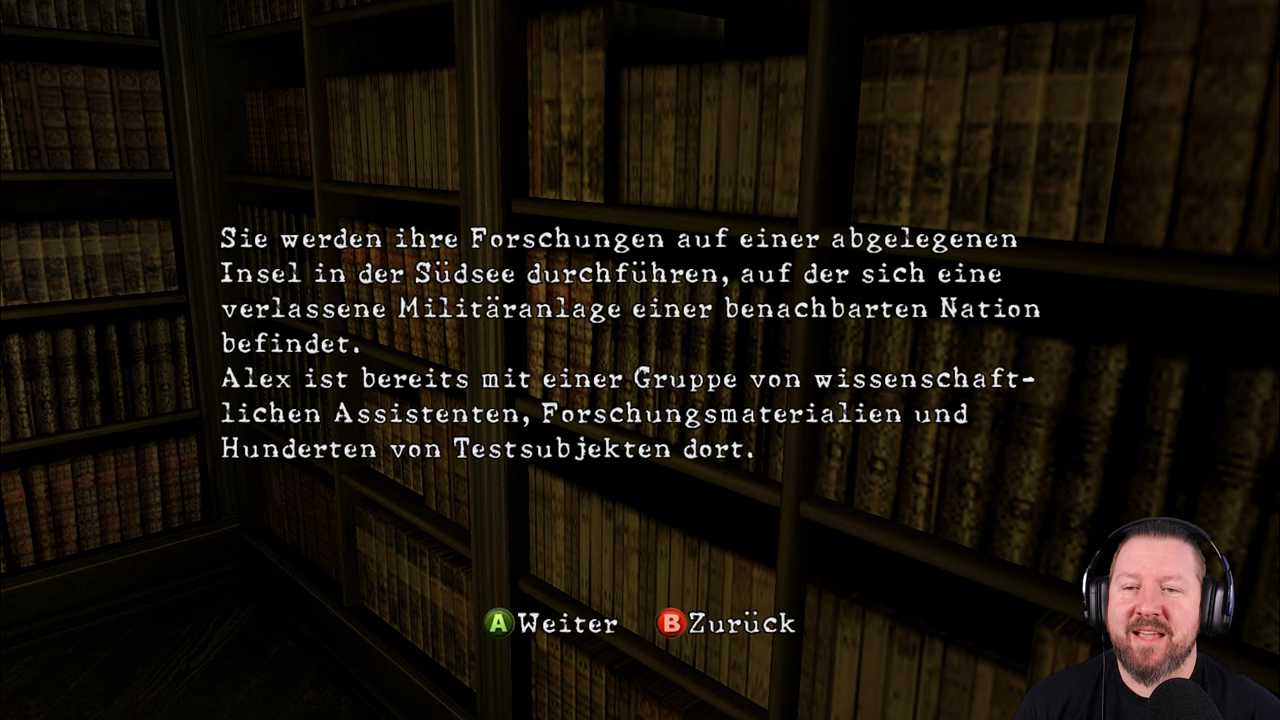 Sie werden ihre Forschungen auf einer abgelegenen
Insel in der Südsee durchführen, auf der sich eine
verlassene Militäranlage einer benachbarten Nation
befindet.
Alex ist bereits mit einer Gruppe von wissenschaft-
lichen Assistenten, Forschungsmaterialien und
Hunderten von Testsubjekten dort.
A Weiter B Zurück